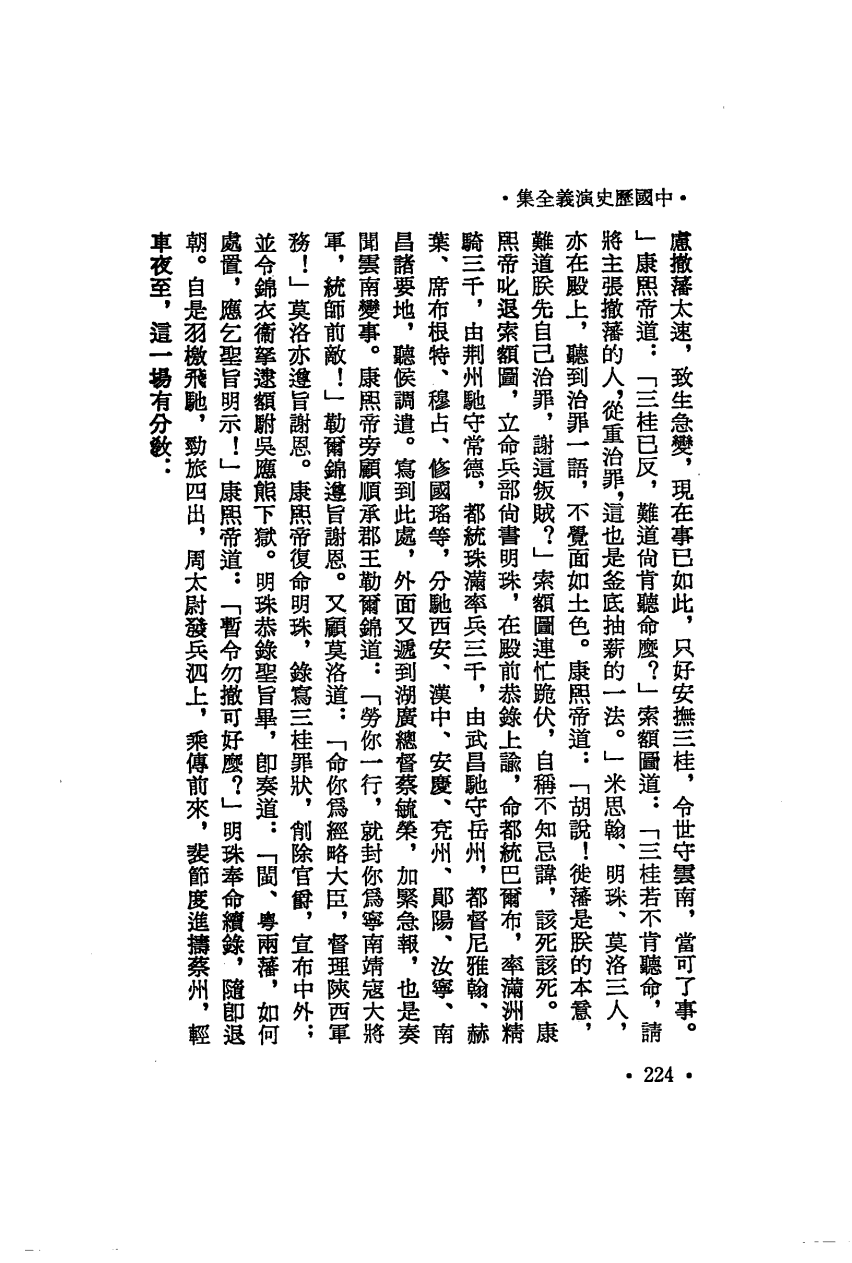 ·中國歷史演義全集·
慮撤藩太速，致生急變，現在事已如此，只好安撫三桂，令世守雲南，當可了事。
」康熙帝道：「三桂已反，難道尙肯聽命麽？」索額圖道：「三桂若不肯聽命，請
將主張撤藩的人，從重治罪，這也是釜底抽薪的一法。」米思翰、明珠、莫洛三人，
亦在殿上，聽到治罪一語，不覺面如土色。康熙帝道：「胡說！徙藩是朕的本意，
難道朕先自己治罪，謝這叛賊？」索額圖連忙跪伏，自稱不知忌諱，該死該死。康
熙帝叱退索額圖，立命兵部尙書明珠，在殿前恭錄上諭，命都統巴爾布，率滿洲精
騎三千，由荆州馳守常德，都統珠滿率兵三千，由武昌馳守岳州，都督尼雅翰、赫
葉、席布根特、穆占、修國瑤等，分馳西安、漢中、安慶、兗州、鄖陽、汝寧、南
昌諸要地，聽候調遣。寫到此處，外面又遞到湖廣總督蔡毓榮，加緊急報，也是奏
聞雲南變事。康熙帝旁顧順承郡王勒爾錦道：「勞你一行，就封你爲寧南靖寇大將
軍，統師前敵！」勒爾錦遵旨謝恩。又顧莫洛道：「命你爲經略大臣，督理陝西軍
務！」莫洛亦遵旨謝恩。康熙帝復命明珠，錄寫三桂罪狀，削除官爵，宣布中外；
並令錦衣衞拏逮額駙吳應熊下獄。明珠恭錄聖旨畢，卽奏道：「閩、粤兩藩，如何
處置，應乞聖旨明示！」康熙帝道：「暫令勿撤可好麽？」明珠奉命續錄，隨卽退
朝。自是羽檄飛馳，勁旅四出，周太尉發兵泗上，乘傳前來，裴節度進擣蔡州，輕
車夜至，這一場有分敎：
·224·